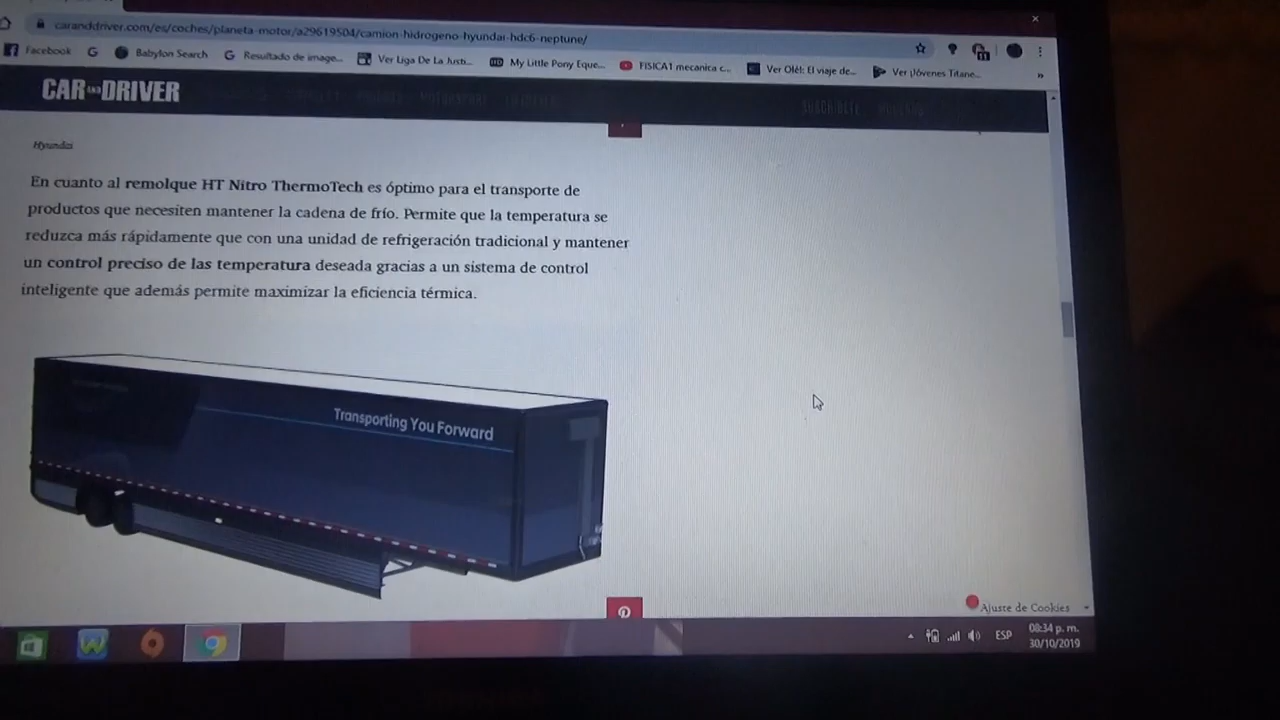 caranddriver.com/es/coches/planeta-motor/a29619504/camion-hidrogeno-hyundai-hdc6-neptune/
Facebook
Babylon Search
Resultado de image...
Ver Liga De La Justi...
My Little Pony Eque...
FISICA1 mecanica c...
Ver Olé!: El viaje de...
Ver ¡Jóvenes Titane...
CAR AND DRIVER
SUSCRÍBETE
Hyundai
En cuanto al remolque HT Nitro ThermoTech es óptimo para el transporte de
productos que necesiten mantener la cadena de frío. Permite que la temperatura se
reduzca más rápidamente que con una unidad de refrigeración tradicional y mantener
un control preciso de las temperatura deseada gracias a un sistema de control
inteligente que además permite maximizar la eficiencia térmica.
Transporting You Forward
Ajuste de Cookies
ESP
08:34 p. m.
30/10/2019